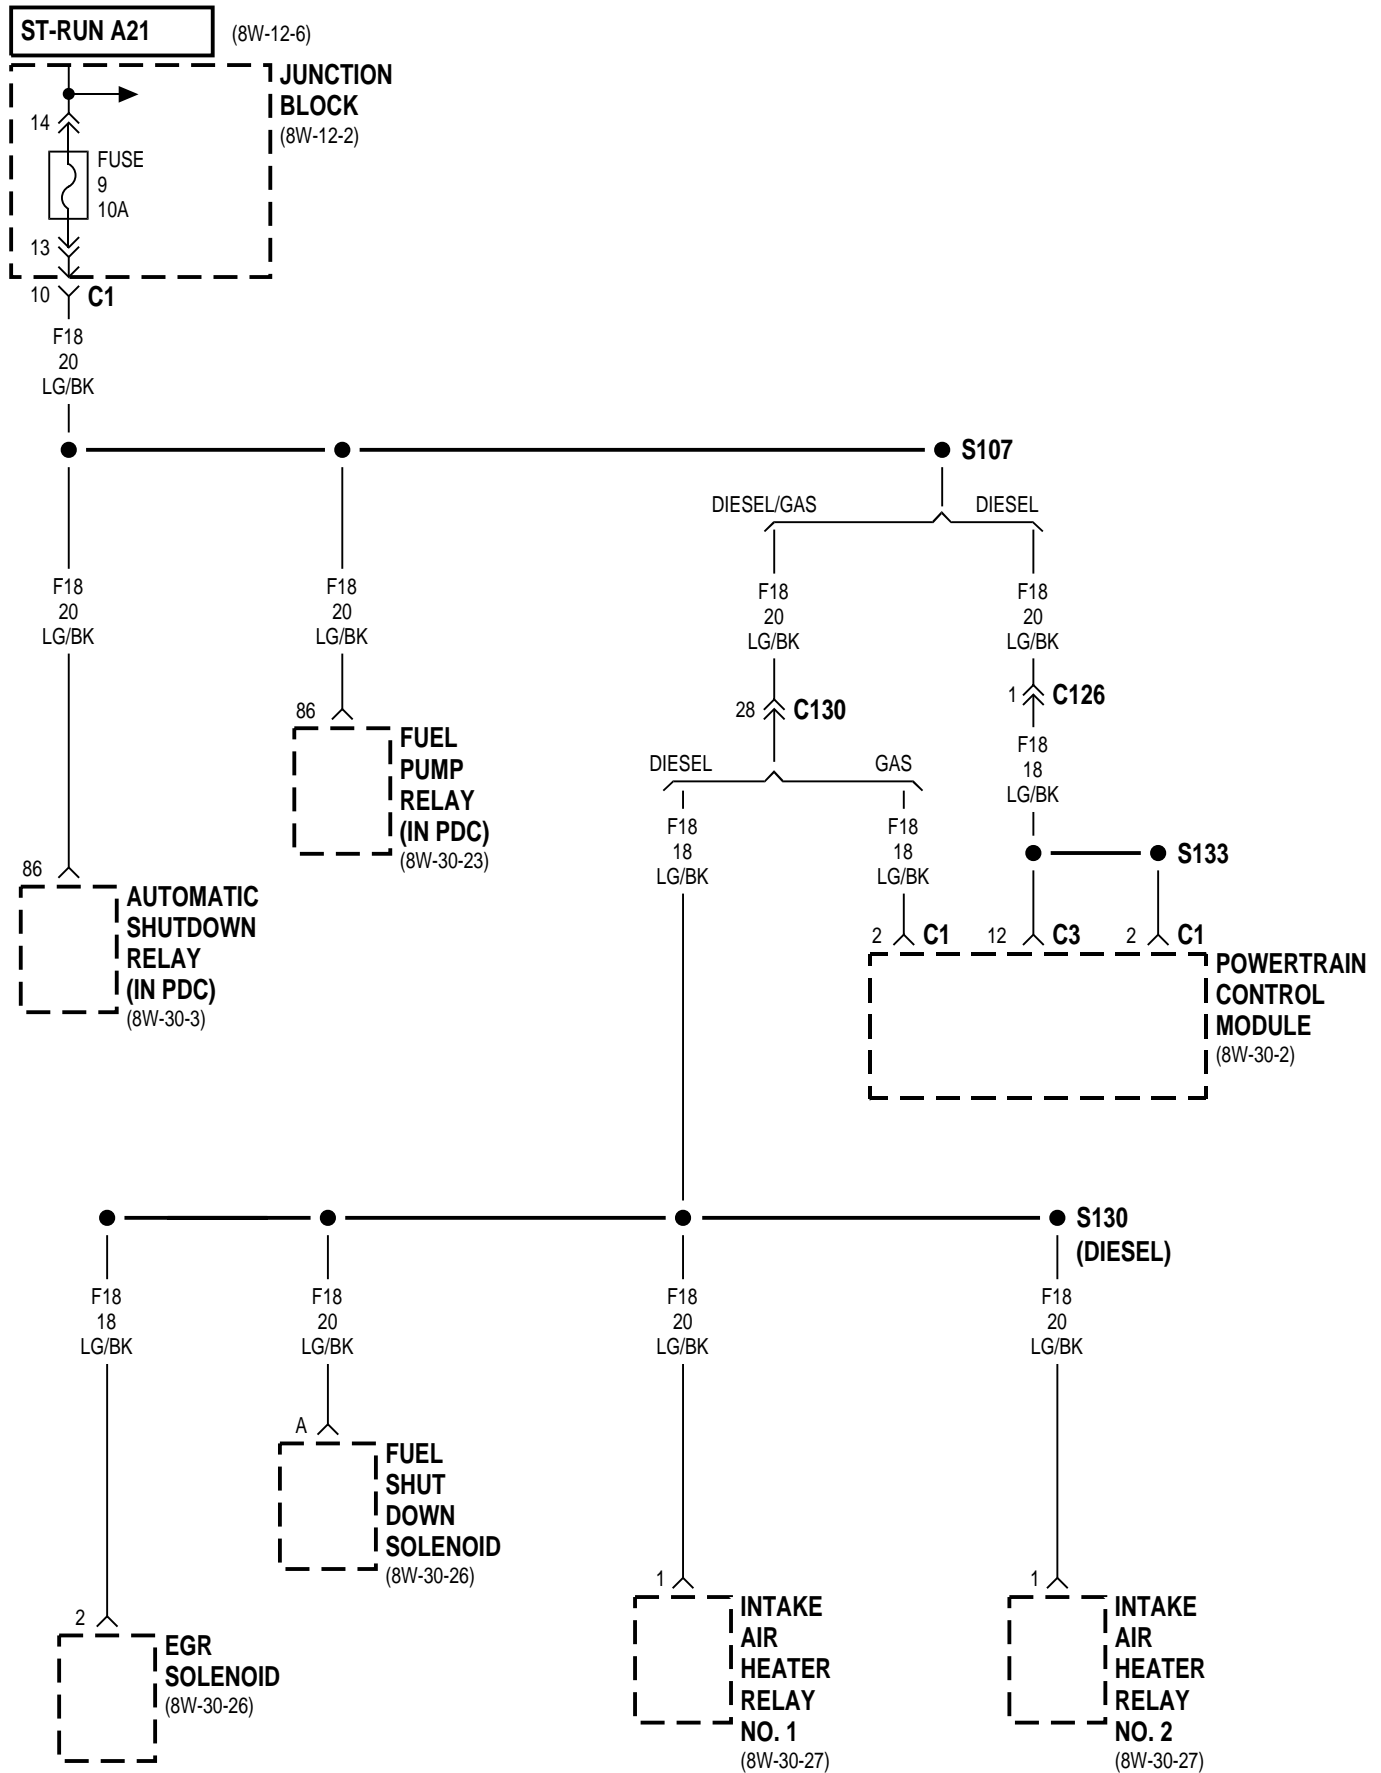 ST-RUN A21
(8W-12-6)
JUNCTION
BLOCK
(8W-12-2)
14
FUSE
9
10A
13
10
C1
F18
20
LG/BK
S107
DIESEL/GAS
DIESEL
F18
20
LG/BK
F18
20
LG/BK
F18
20
LG/BK
F18
20
LG/BK
86
FUEL
PUMP
RELAY
(IN PDC)
(8W-30-23)
28
C130
1
C126
F18
18
LG/BK
DIESEL
GAS
F18
18
LG/BK
F18
18
LG/BK
S133
86
AUTOMATIC
SHUTDOWN
RELAY
(IN PDC)
(8W-30-3)
2
C1
12
C3
2
C1
POWERTRAIN
CONTROL
MODULE
(8W-30-2)
S130
(DIESEL)
F18
18
LG/BK
F18
20
LG/BK
F18
20
LG/BK
F18
20
LG/BK
A
FUEL
SHUT
DOWN
SOLENOID
(8W-30-26)
2
EGR
SOLENOID
(8W-30-26)
1
INTAKE
AIR
HEATER
RELAY
NO. 1
(8W-30-27)
1
INTAKE
AIR
HEATER
RELAY
NO. 2
(8W-30-27)